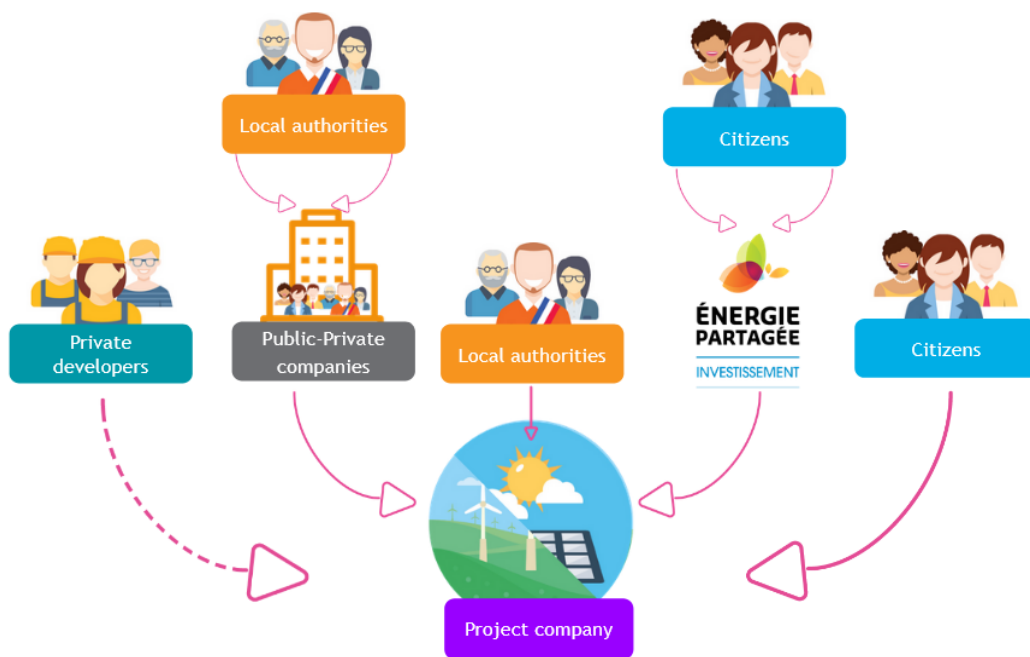 Local authorities
Citizens
Private
developers
Public-Private
companies
Local authorities
ÉNERGIE
PARTAGÉE
INVESTISSEMENT
Citizens
Project company